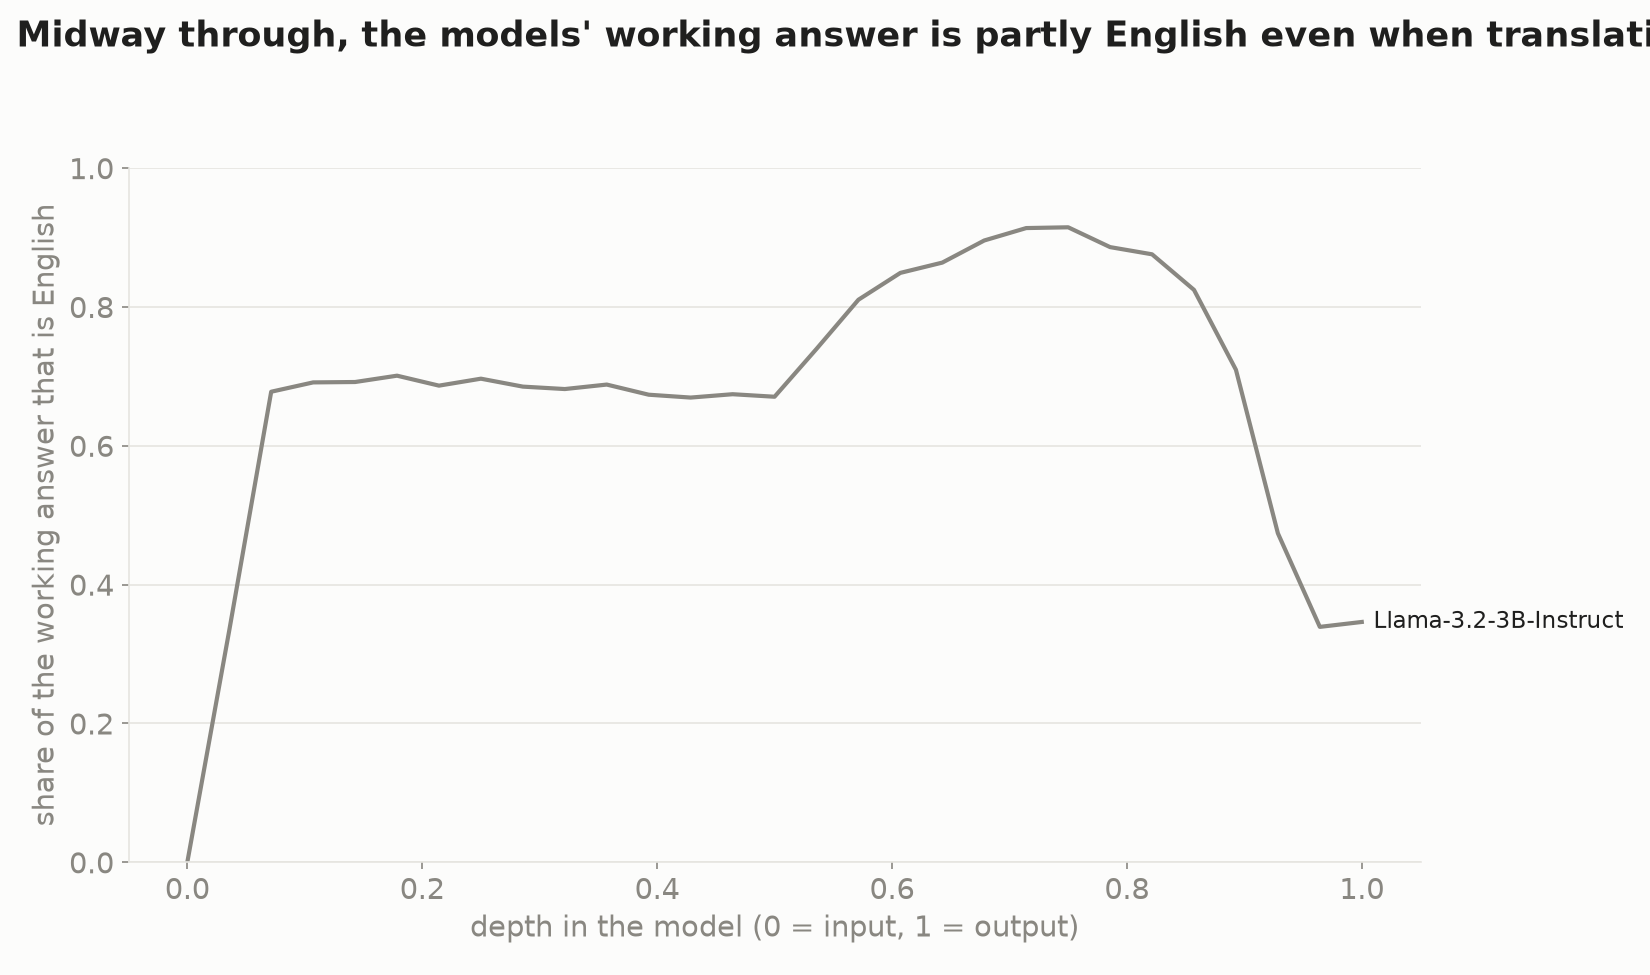 Midway through, the models' working answer is partly English even when translati
share of the working answer that is English
1.0
0.8
0.6
0.4
0.2
0.0
Llama-3.2-3B-Instruct
0.0 0.2 0.4 0.6 0.8 1.0
depth in the model (0 = input, 1 = output)